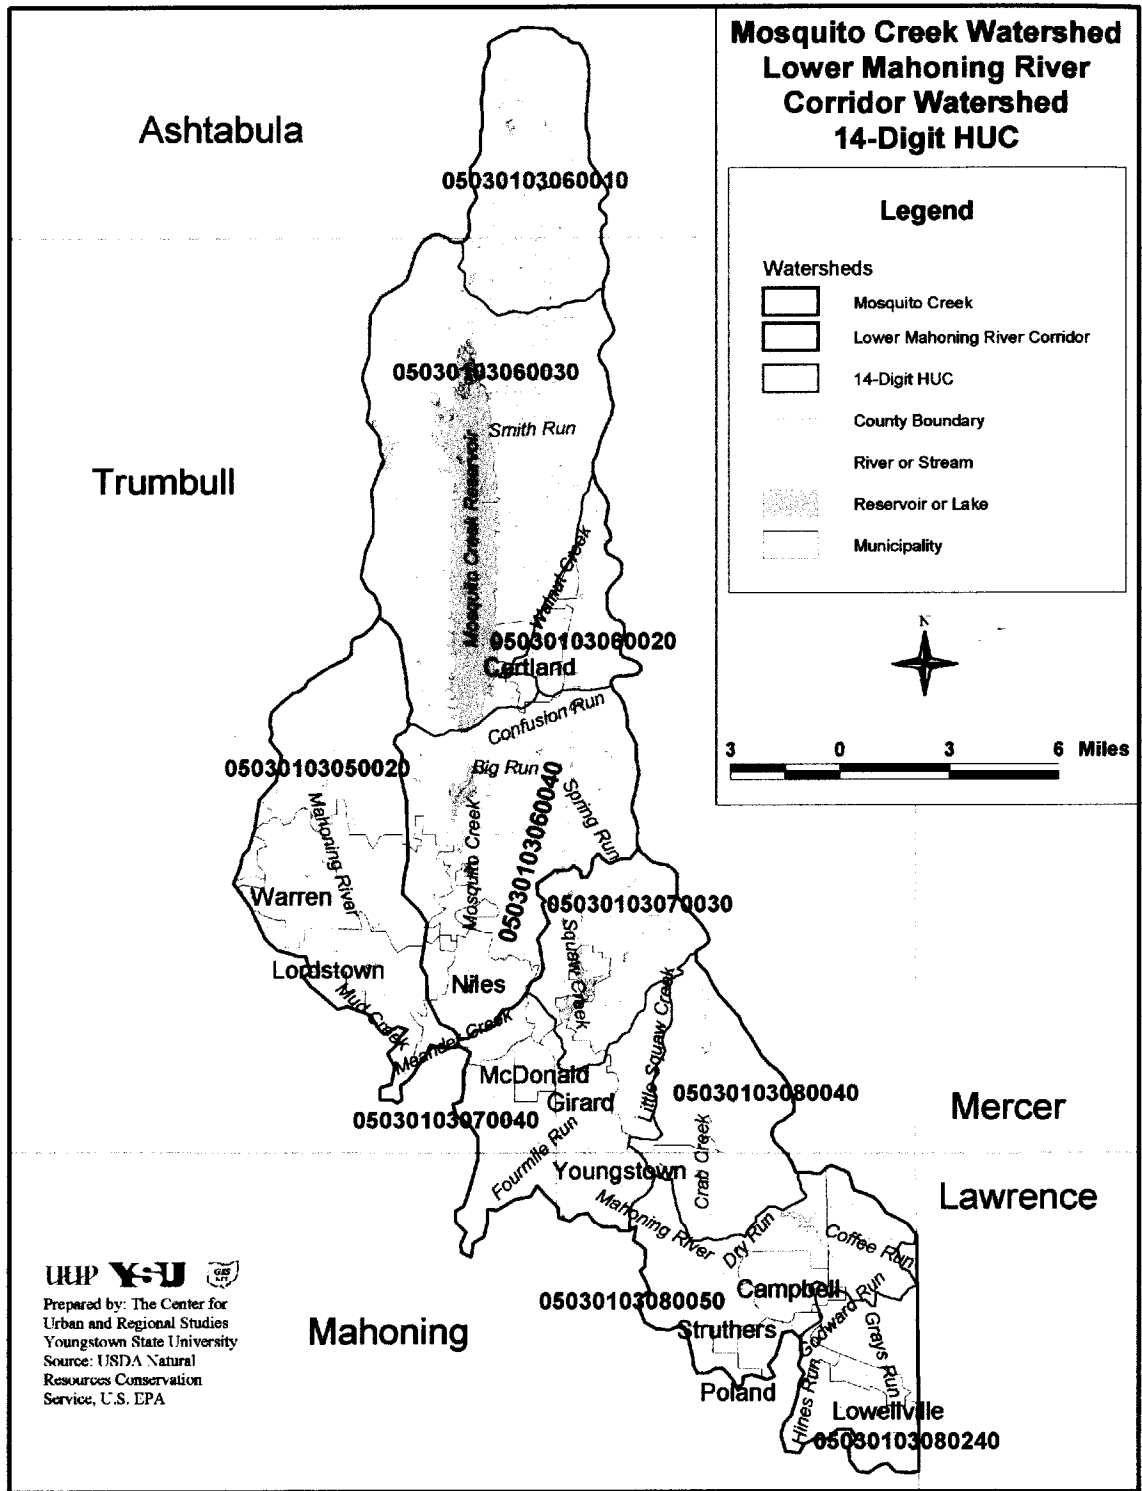 Mosquito Creek Watershed
Lower Mahoning River
Corridor Watershed
14-Digit HUC
Legend
Watersheds
Mosquito Creek
Lower Mahoning River Corridor
14-Digit HUC
County Boundary
River or Stream
Reservoir or Lake
Municipality
N
3 0 3 6 Miles
Ashtabula
05030103060010
05030103060030
Smith Run
Mosquito Creek Reservoir
Trumbull
Walnut Creek
05030103060020
Cortland
Confusion Run
05030103050020
Big Run
05030103060040
Spring Run
Mahoning River
Mosquito Creek
Warren
05030103070030
Squaw Creek
Lordstown
Niles
Mud Creek
Meander Creek
Little Squaw Creek
McDonald
Girard
05030103080040
05030103070040
Mercer
Fourmile Run
Youngstown
Crab Creek
Lawrence
Mahoning River
Dry Run
Coffee Run
Campbell
05030103080050
Godward Run
Struthers
Grays Run
Mahoning
Poland
Hines Run
Lowellville
05030103080240
UUP YSU
Prepared by: The Center for
Urban and Regional Studies
Youngstown State University
Source: USDA Natural
Resources Conservation
Service, U.S. EPA